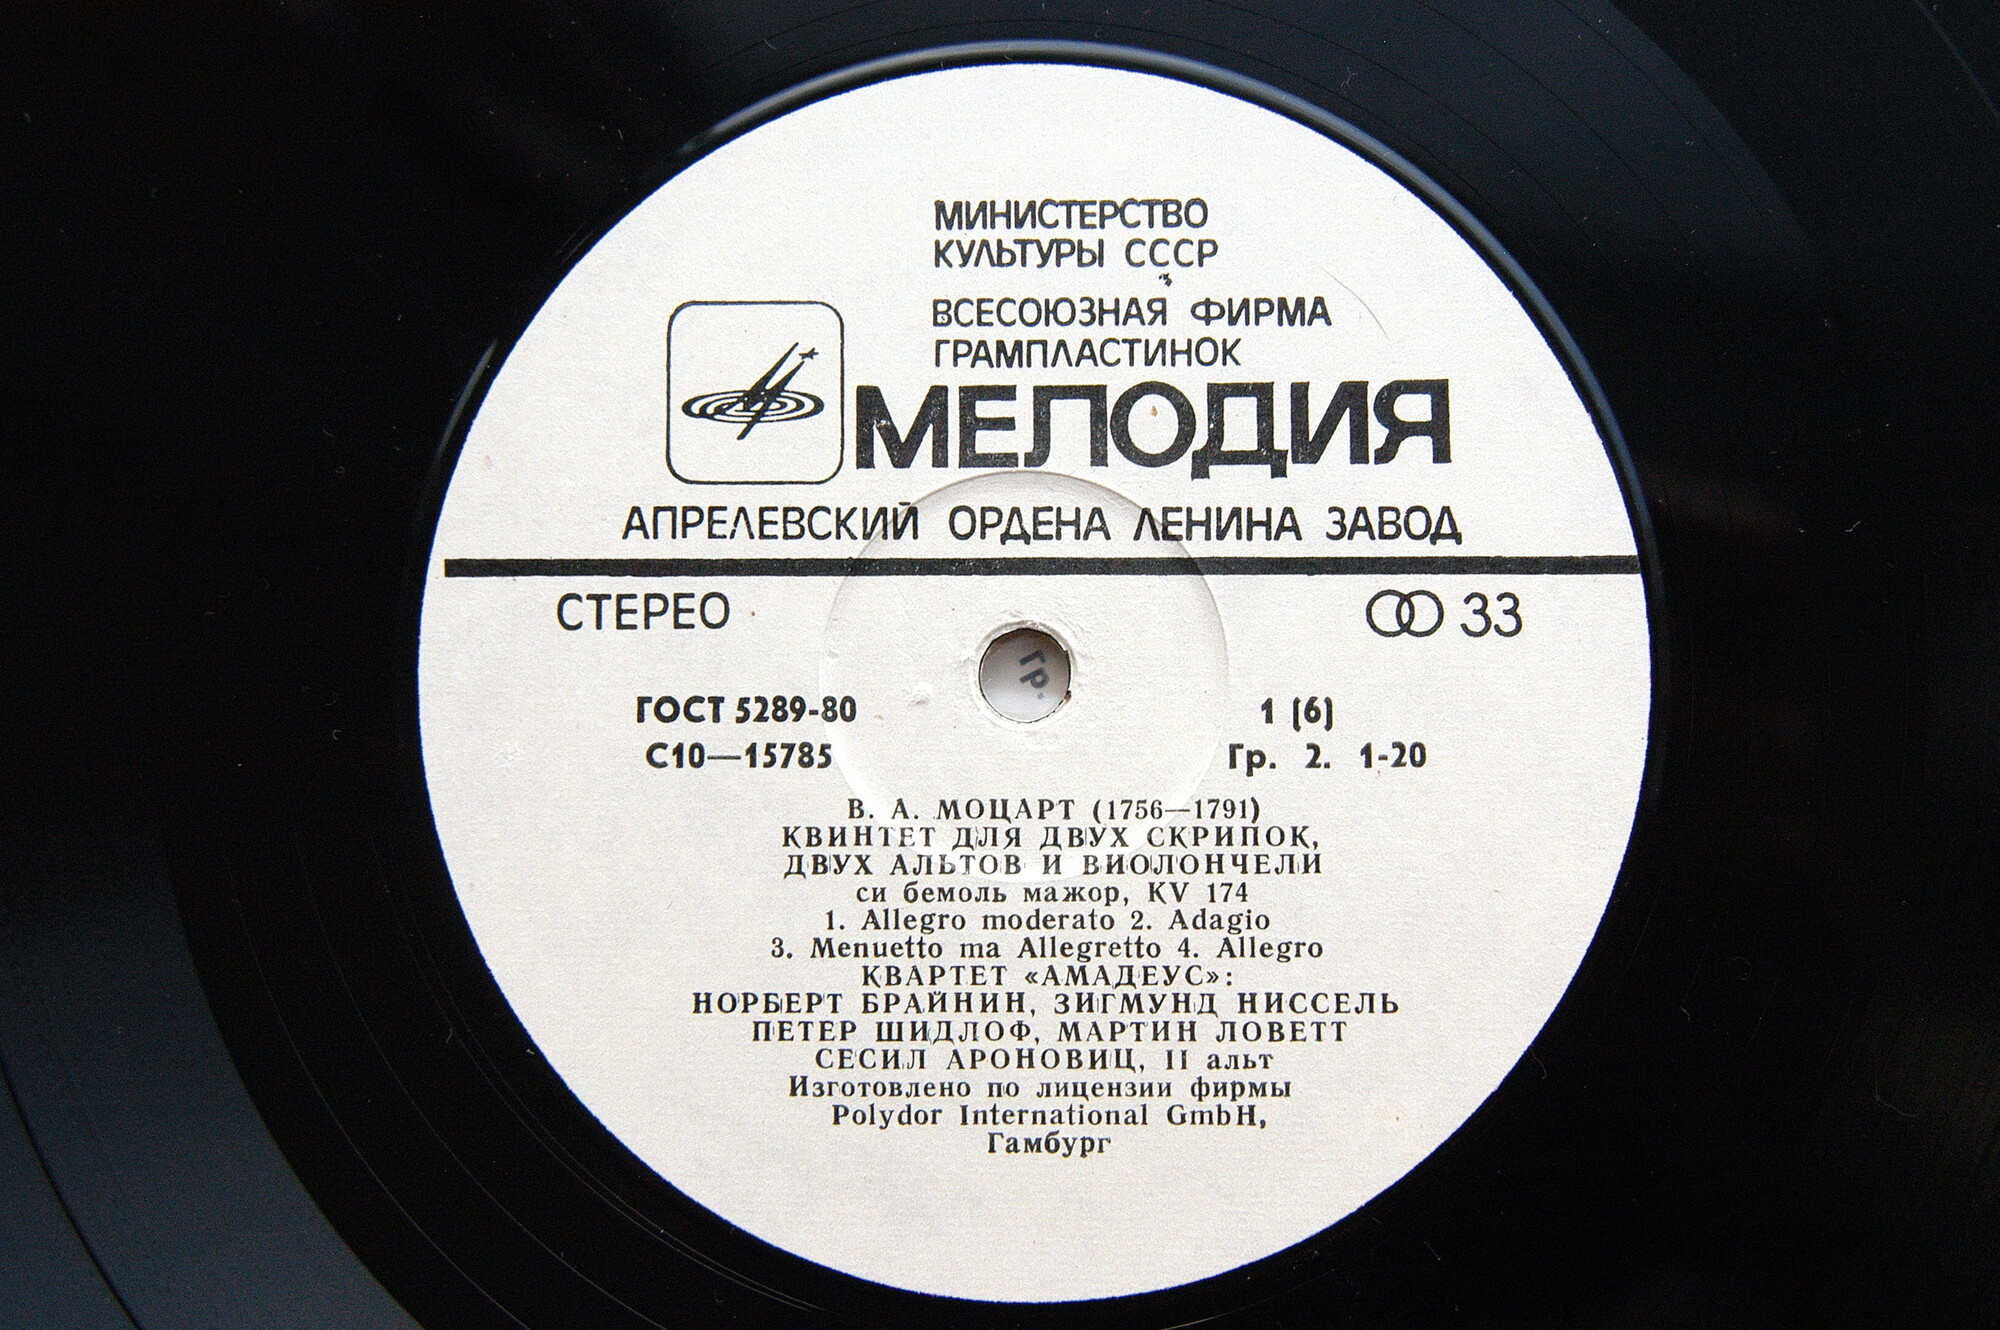 МИНИСТЕРСТВО
КУЛЬТУРЫ СССР
ВСЕСОЮЗНАЯ ФИРМА
ГРАМПЛАСТИНОК
МЕЛОДИЯ
АПРЕЛЕВСКИЙ ОРДЕНА ЛЕНИНА ЗАВОД
СТЕРЕО 33
Гр.
ГОСТ 5289-80 1 (6)
С10—15785 Гр. 2. 1-20
В. А. МОЦАРТ (1756—1791)
КВИНТЕТ ДЛЯ ДВУХ СКРИПОК,
ДВУХ АЛЬТОВ И ВИОЛОНЧЕЛИ
си бемоль мажор, KV 174
1. Allegro moderato 2. Adagio
3. Menuetto ma Allegretto 4. Allegro
КВАРТЕТ «АМАДЕУС»:
НОРБЕРТ БРАЙНИН, ЗИГМУНД НИССЕЛЬ
ПЕТЕР ШИДЛОФ, МАРТИН ЛОВЕТТ
СЕСИЛ АРОНОВИЦ, II альт
Изготовлено по лицензии фирмы
Polydor International GmbH,
Гамбург